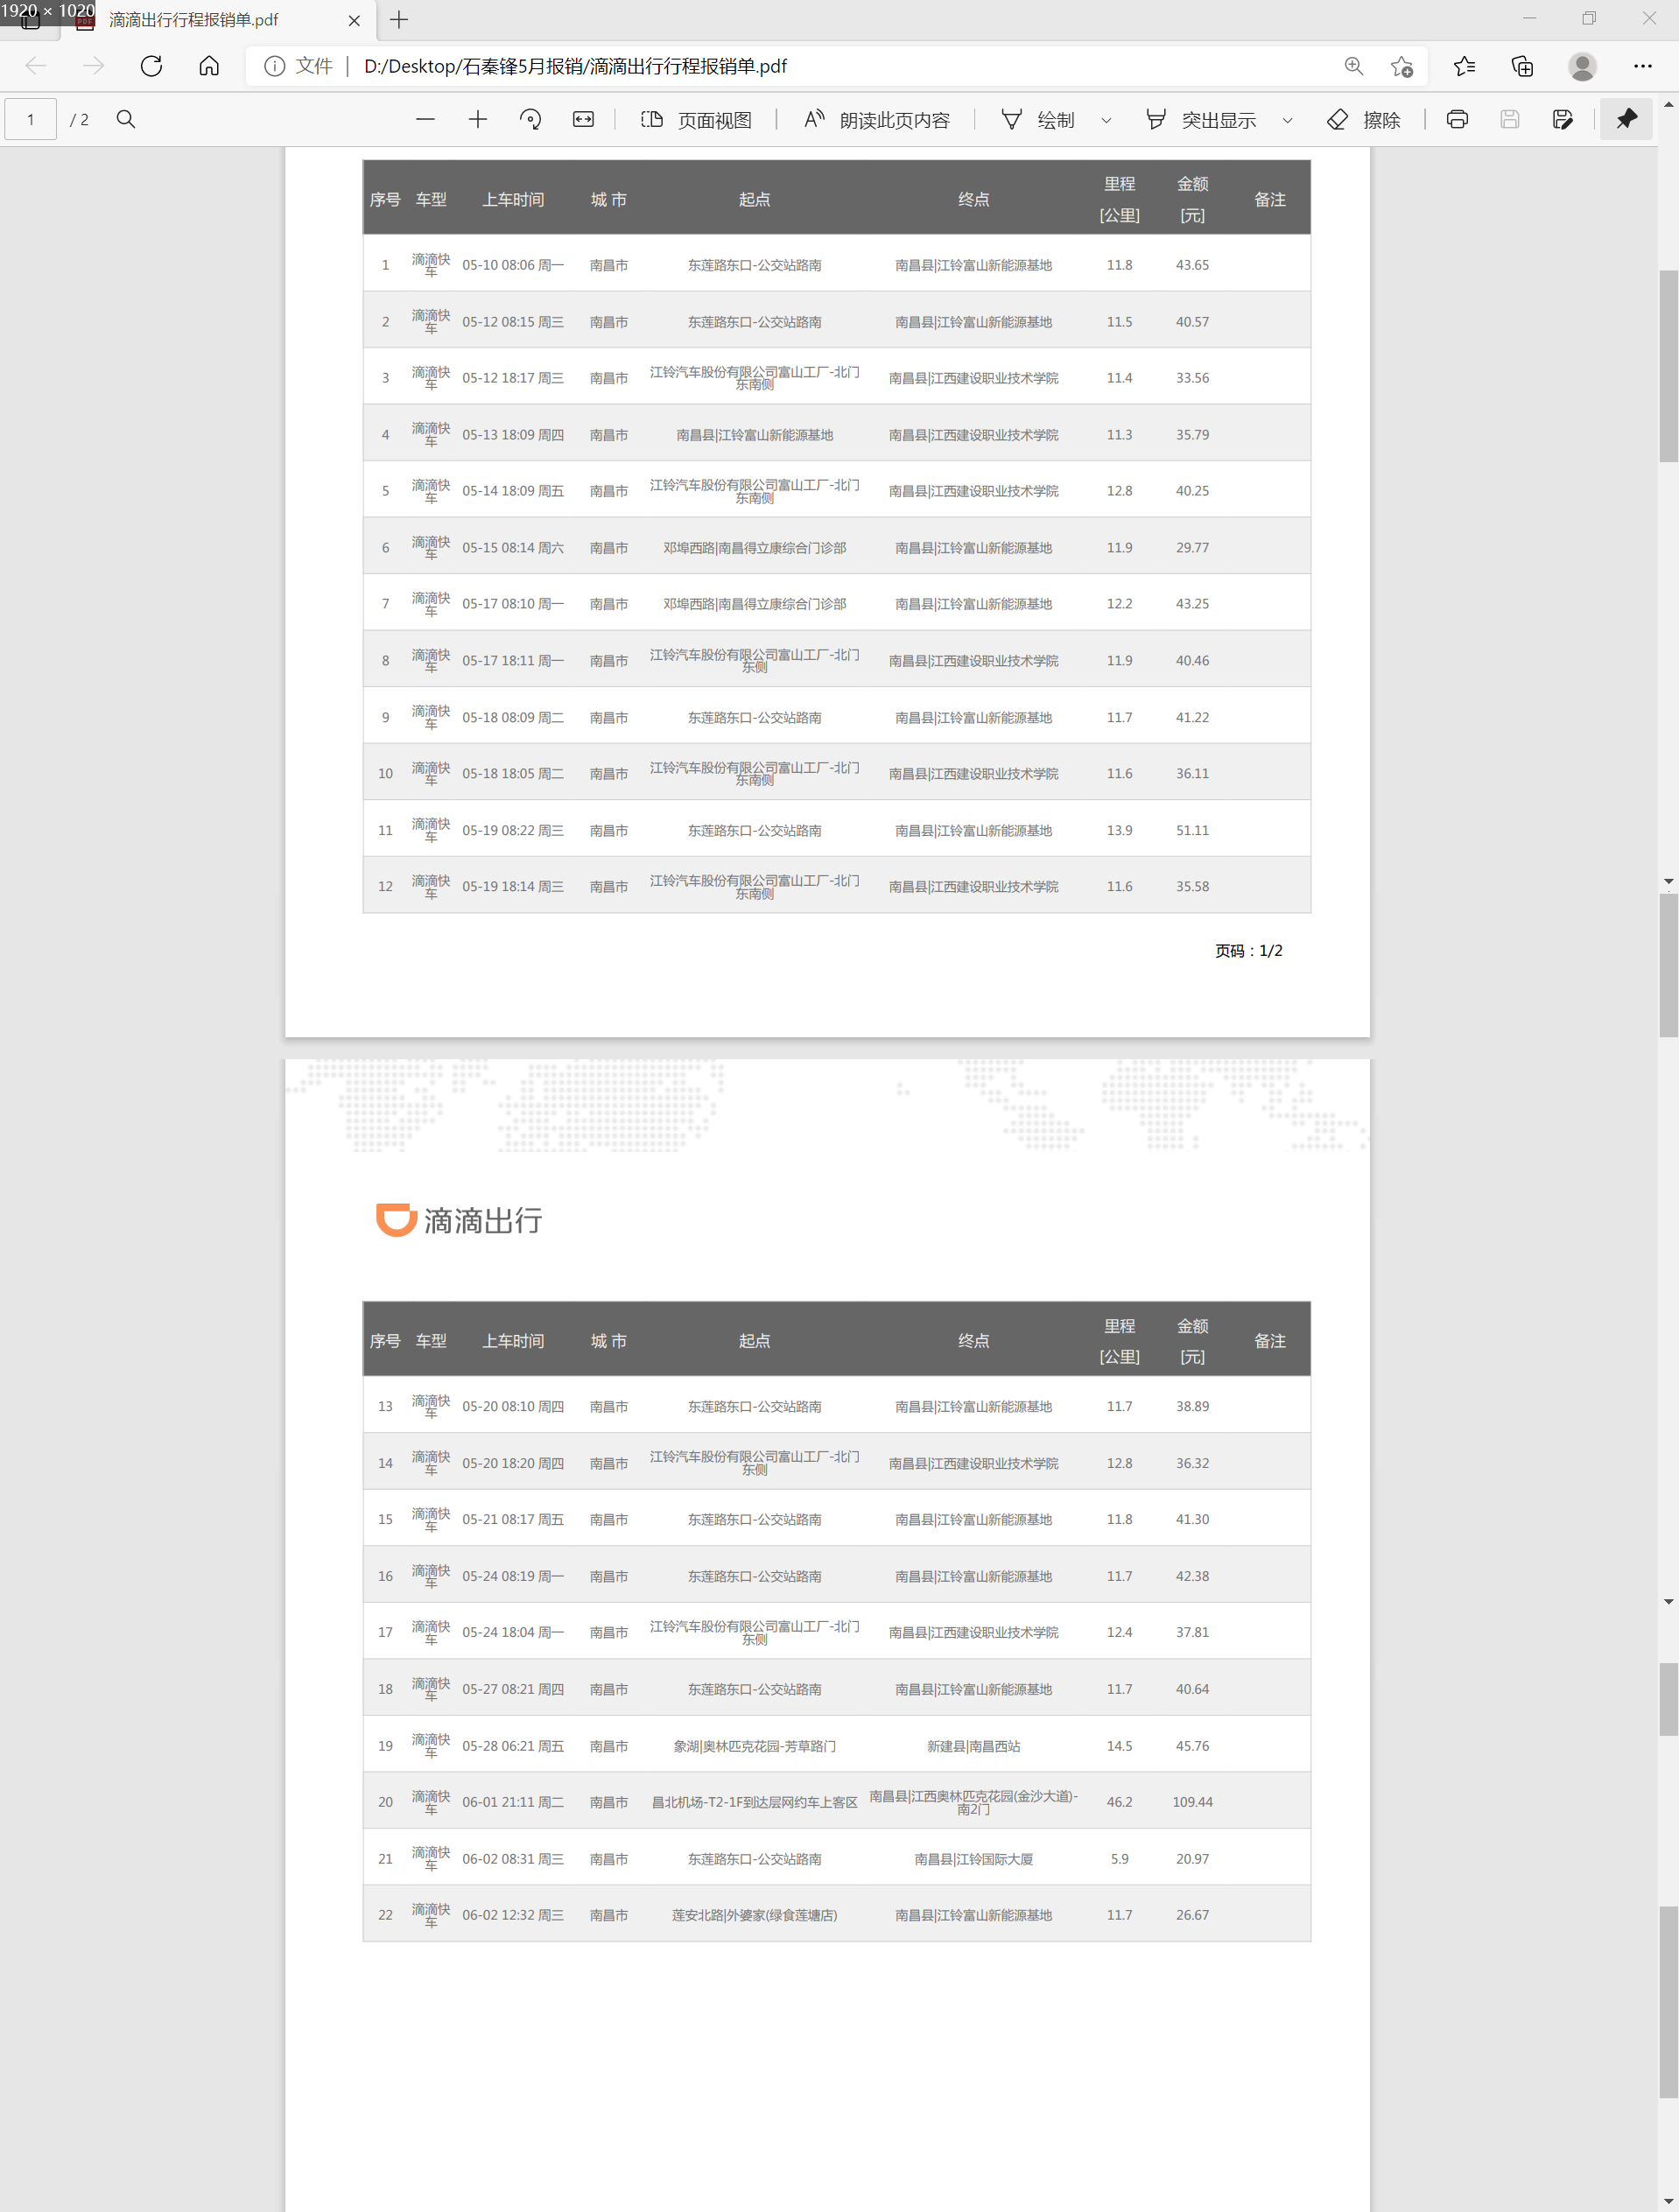 1920 × 1020
滴滴出行行程报销单.pdf
文件 | D:/Desktop/石秦锋5月报销/滴滴出行行程报销单.pdf
1 / 2 页面视图 朗读此页内容 绘制 突出显示 擦除
序号 车型 上车时间 城 市 起点 终点 里程 [公里] 金额 [元] 备注
1 滴滴快车 05-10 08:06 周一 南昌市 东莲路东口-公交站路南 南昌县|江铃富山新能源基地 11.8 43.65
2 滴滴快车 05-12 08:15 周三 南昌市 东莲路东口-公交站路南 南昌县|江铃富山新能源基地 11.5 40.57
3 滴滴快车 05-12 18:17 周三 南昌市 江铃汽车股份有限公司富山工厂-北门东南侧 南昌县|江西建设职业技术学院 11.4 33.56
4 滴滴快车 05-13 18:09 周四 南昌市 南昌县|江铃富山新能源基地 南昌县|江西建设职业技术学院 11.3 35.79
5 滴滴快车 05-14 18:09 周五 南昌市 江铃汽车股份有限公司富山工厂-北门东南侧 南昌县|江西建设职业技术学院 12.8 40.25
6 滴滴快车 05-15 08:14 周六 南昌市 邓埠西路|南昌得立康综合门诊部 南昌县|江铃富山新能源基地 11.9 29.77
7 滴滴快车 05-17 08:10 周一 南昌市 邓埠西路|南昌得立康综合门诊部 南昌县|江铃富山新能源基地 12.2 43.25
8 滴滴快车 05-17 18:11 周一 南昌市 江铃汽车股份有限公司富山工厂-北门东侧 南昌县|江西建设职业技术学院 11.9 40.46
9 滴滴快车 05-18 08:09 周二 南昌市 东莲路东口-公交站路南 南昌县|江铃富山新能源基地 11.7 41.22
10 滴滴快车 05-18 18:05 周二 南昌市 江铃汽车股份有限公司富山工厂-北门东南侧 南昌县|江西建设职业技术学院 11.6 36.11
11 滴滴快车 05-19 08:22 周三 南昌市 东莲路东口-公交站路南 南昌县|江铃富山新能源基地 13.9 51.11
12 滴滴快车 05-19 18:14 周三 南昌市 江铃汽车股份有限公司富山工厂-北门东南侧 南昌县|江西建设职业技术学院 11.6 35.58
页码：1/2
滴滴出行
序号 车型 上车时间 城 市 起点 终点 里程 [公里] 金额 [元] 备注
13 滴滴快车 05-20 08:10 周四 南昌市 东莲路东口-公交站路南 南昌县|江铃富山新能源基地 11.7 38.89
14 滴滴快车 05-20 18:20 周四 南昌市 江铃汽车股份有限公司富山工厂-北门东侧 南昌县|江西建设职业技术学院 12.8 36.32
15 滴滴快车 05-21 08:17 周五 南昌市 东莲路东口-公交站路南 南昌县|江铃富山新能源基地 11.8 41.30
16 滴滴快车 05-24 08:19 周一 南昌市 东莲路东口-公交站路南 南昌县|江铃富山新能源基地 11.7 42.38
17 滴滴快车 05-24 18:04 周一 南昌市 江铃汽车股份有限公司富山工厂-北门东侧 南昌县|江西建设职业技术学院 12.4 37.81
18 滴滴快车 05-27 08:21 周四 南昌市 东莲路东口-公交站路南 南昌县|江铃富山新能源基地 11.7 40.64
19 滴滴快车 05-28 06:21 周五 南昌市 象湖|奥林匹克花园-芳草路门 新建县|南昌西站 14.5 45.76
20 滴滴快车 06-01 21:11 周二 南昌市 昌北机场-T2-1F到达层网约车上客区 南昌县|江西奥林匹克花园(金沙大道)-南2门 46.2 109.44
21 滴滴快车 06-02 08:31 周三 南昌市 东莲路东口-公交站路南 南昌县|江铃国际大厦 5.9 20.97
22 滴滴快车 06-02 12:32 周三 南昌市 莲安北路|外婆家(绿食莲塘店) 南昌县|江铃富山新能源基地 11.7 26.67